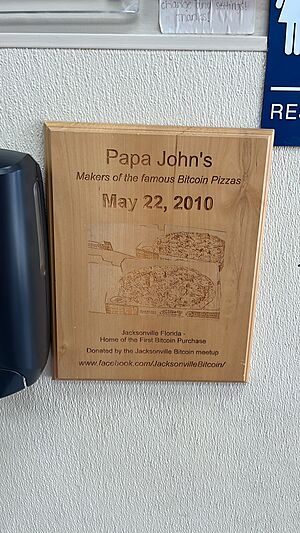 RES
Papa John's
Makers of the famous Bitcoin Pizzas
May 22, 2010
Jacksonville Florida -
Home of the First Bitcoin Purchase
Donated by the Jacksonville Bitcoin meetup
www.facebook.com/JacksonvilleBitcoin/